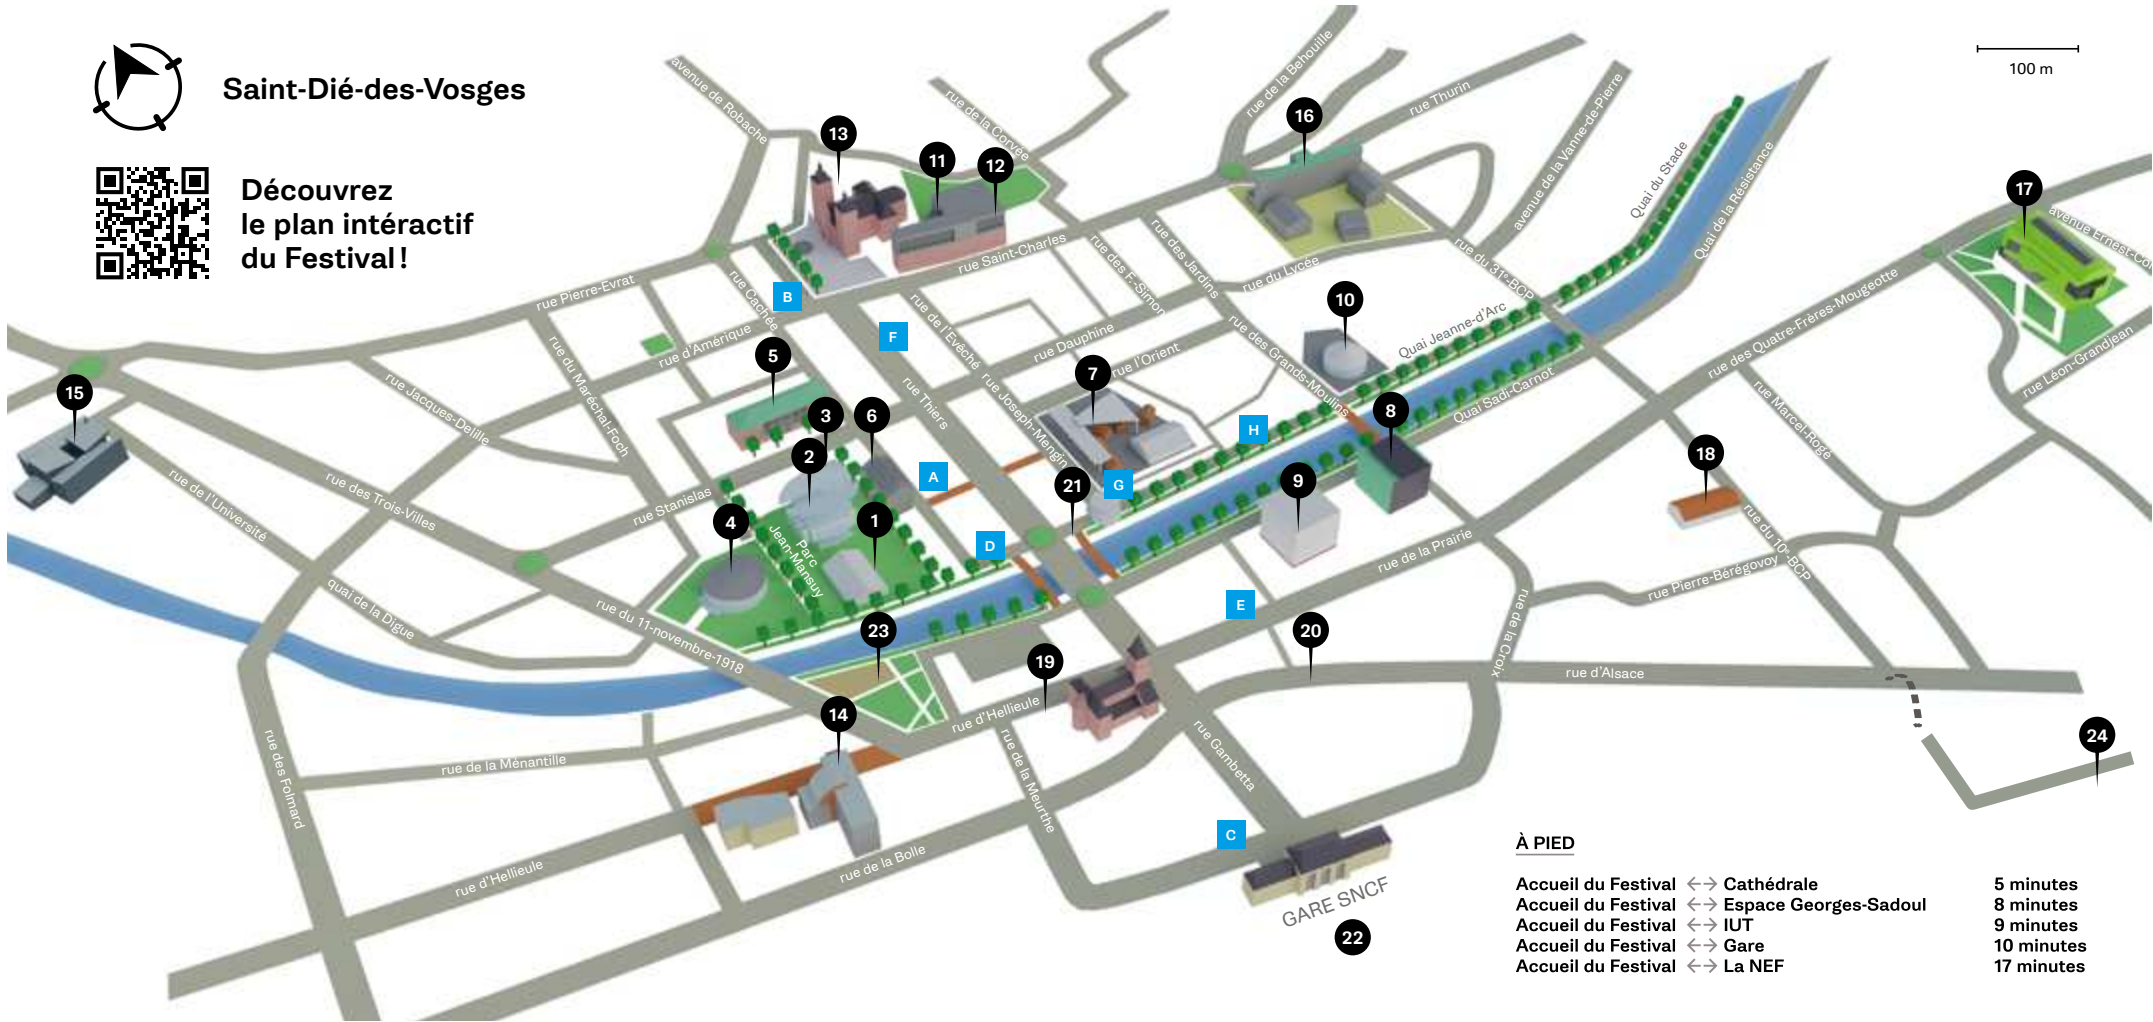 Saint-Dié-des-Vosges
Découvrez
le plan intéractif
du Festival !
100 m
avenue de Robache
rue de la Corvée
rue de la Behouille
rue Thurin
avenue de la Vanne-de-Pierre
Quai du Stade
Quai de la Résistance
avenue Ernest-Col
13
11
12
16
17
rue Pierre-Evrat
rue Cachée
rue Saint-Charles
rue des F.-Simon
rue des Jardins
rue du Lycée
rue du 31e-BCP
rue des Quatre-Frères-Mougeotte
rue Léon-Grandjean
B
F
10
rue d'Amérique
rue de l'Evêché
rue Dauphine
rue l'Orient
rue des Grands-Moulins
Quai Jeanne-d'Arc
Quai Sadi-Carnot
rue Marcel-Rogé
5
7
15
rue Jacques-Delille
rue du Maréchal-Foch
rue Thiers
rue Joseph-Mengin
3
6
8
H
2
A
G
21
9
18
rue de l'Université
rue des Trois-Villes
rue Stanislas
4
1
D
Parc
Jean-Mansuy
rue de la Prairie
rue du 10e-BCP
rue Pierre-Bérégovoy
quai de la Digue
rue du 11-novembre-1918
23
E
20
rue de la Croix
19
rue d'Alsace
14
rue d'Hellieule
rue Gambetta
24
rue des Folmard
rue de la Ménantille
rue de la Meurthe
C
rue d'Hellieule
rue de la Bolle
GARE SNCF
22
À PIED
Accueil du Festival ←→ Cathédrale 5 minutes
Accueil du Festival ←→ Espace Georges-Sadoul 8 minutes
Accueil du Festival ←→ IUT 9 minutes
Accueil du Festival ←→ Gare 10 minutes
Accueil du Festival ←→ La NEF 17 minutes